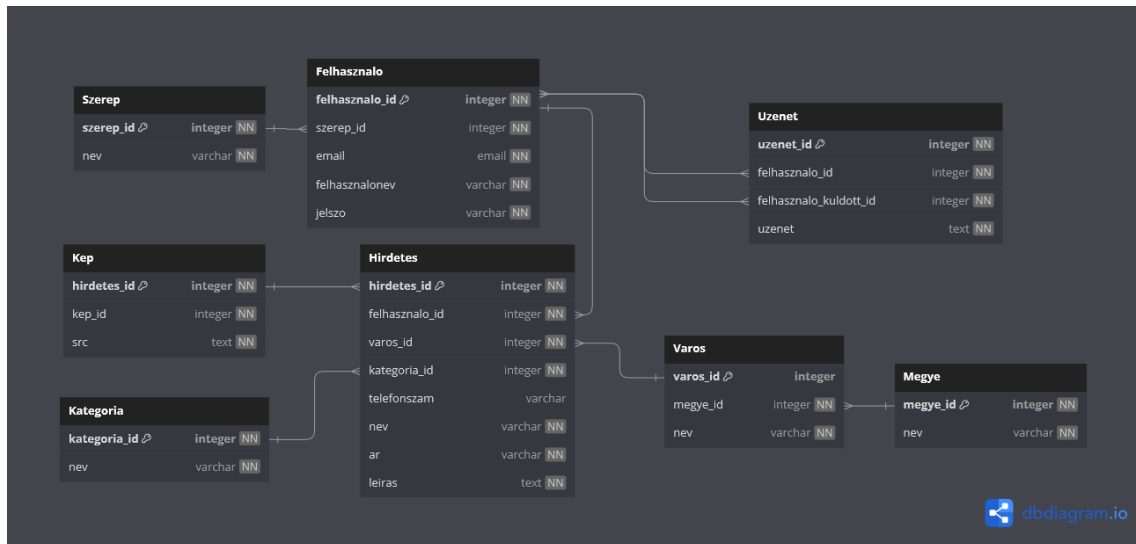 Szerep
szerep_id integer NN
nev varchar NN
Felhasznalo
felhasznalo_id integer NN
szerep_id integer NN
email email NN
felhasznalonev varchar NN
jelszo varchar NN
Uzenet
uzenet_id integer NN
felhasznalo_id integer NN
felhasznalo_kuldott_id integer NN
uzenet text NN
Kep
hirdetes_id integer NN
kep_id integer NN
src text NN
Hirdetes
hirdetes_id integer NN
felhasznalo_id integer NN
varos_id integer NN
kategoria_id integer NN
telefonszam varchar
nev varchar NN
ar varchar NN
leiras text NN
Kategoria
kategoria_id integer NN
nev varchar NN
Varos
varos_id integer
megye_id integer NN
nev varchar NN
Megye
megye_id integer NN
nev varchar NN
dbdiagram.io